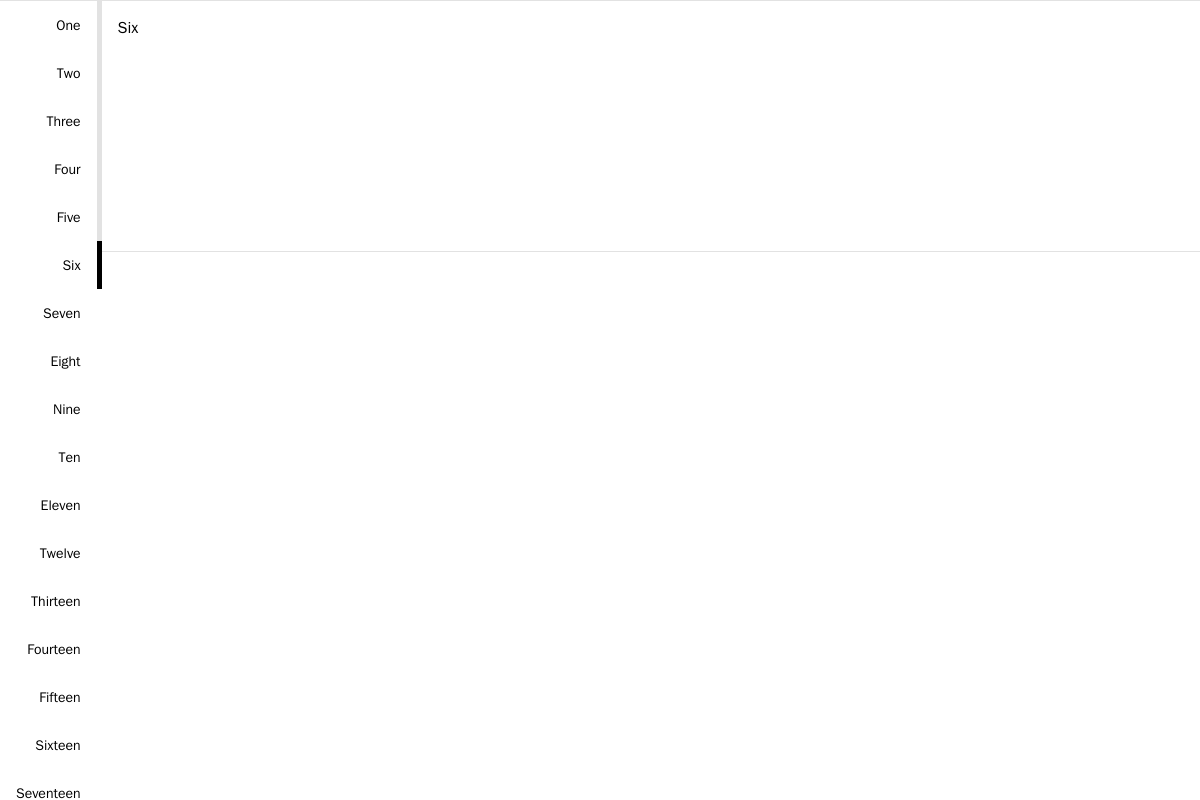 One
Two
Three
Four
Five
Six
Seven
Eight
Nine
Ten
Eleven
Twelve
Thirteen
Fourteen
Fifteen
Sixteen
Seventeen
Six